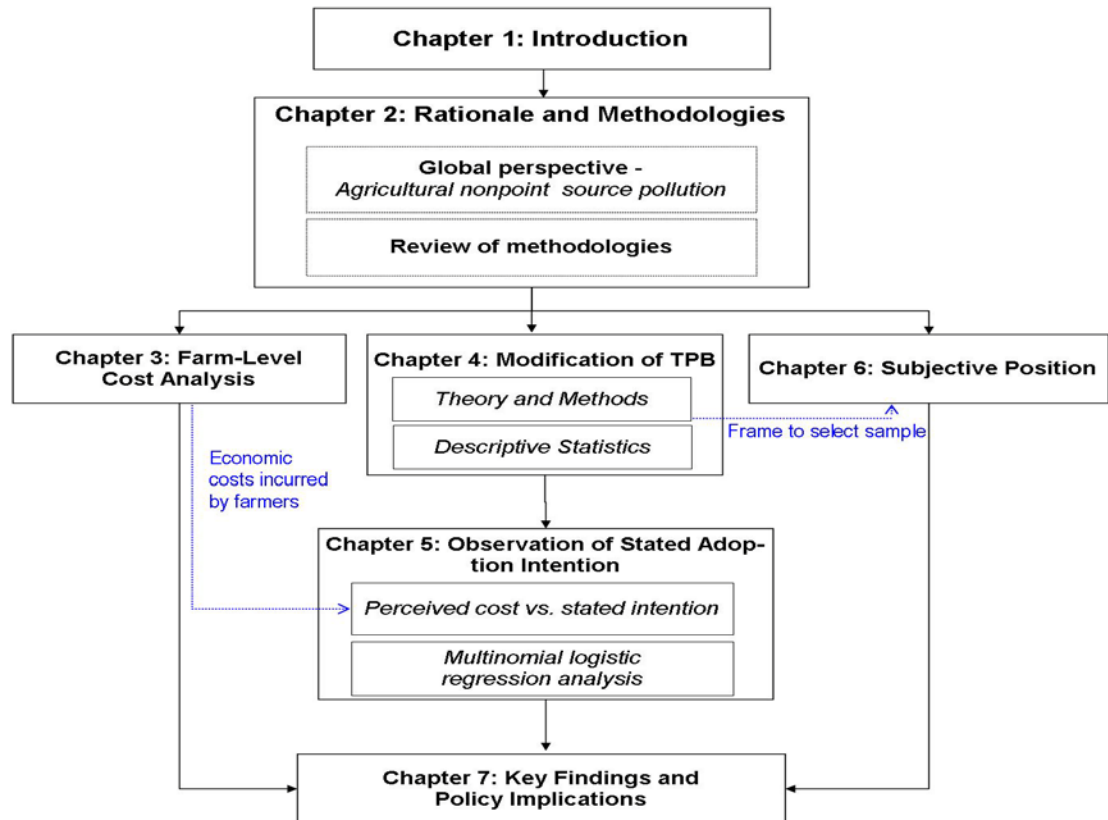 Chapter 1: Introduction
Chapter 2: Rationale and Methodologies
Global perspective -
Agricultural nonpoint source pollution
Review of methodologies
Chapter 3: Farm-Level
Cost Analysis
Chapter 4: Modification of TPB
Theory and Methods
Descriptive Statistics
Chapter 6: Subjective Position
Frame to select sample
Economic
costs incurred
by farmers
Chapter 5: Observation of Stated Adop-
tion Intention
Perceived cost vs. stated intention
Multinomial logistic
regression analysis
Chapter 7: Key Findings and
Policy Implications